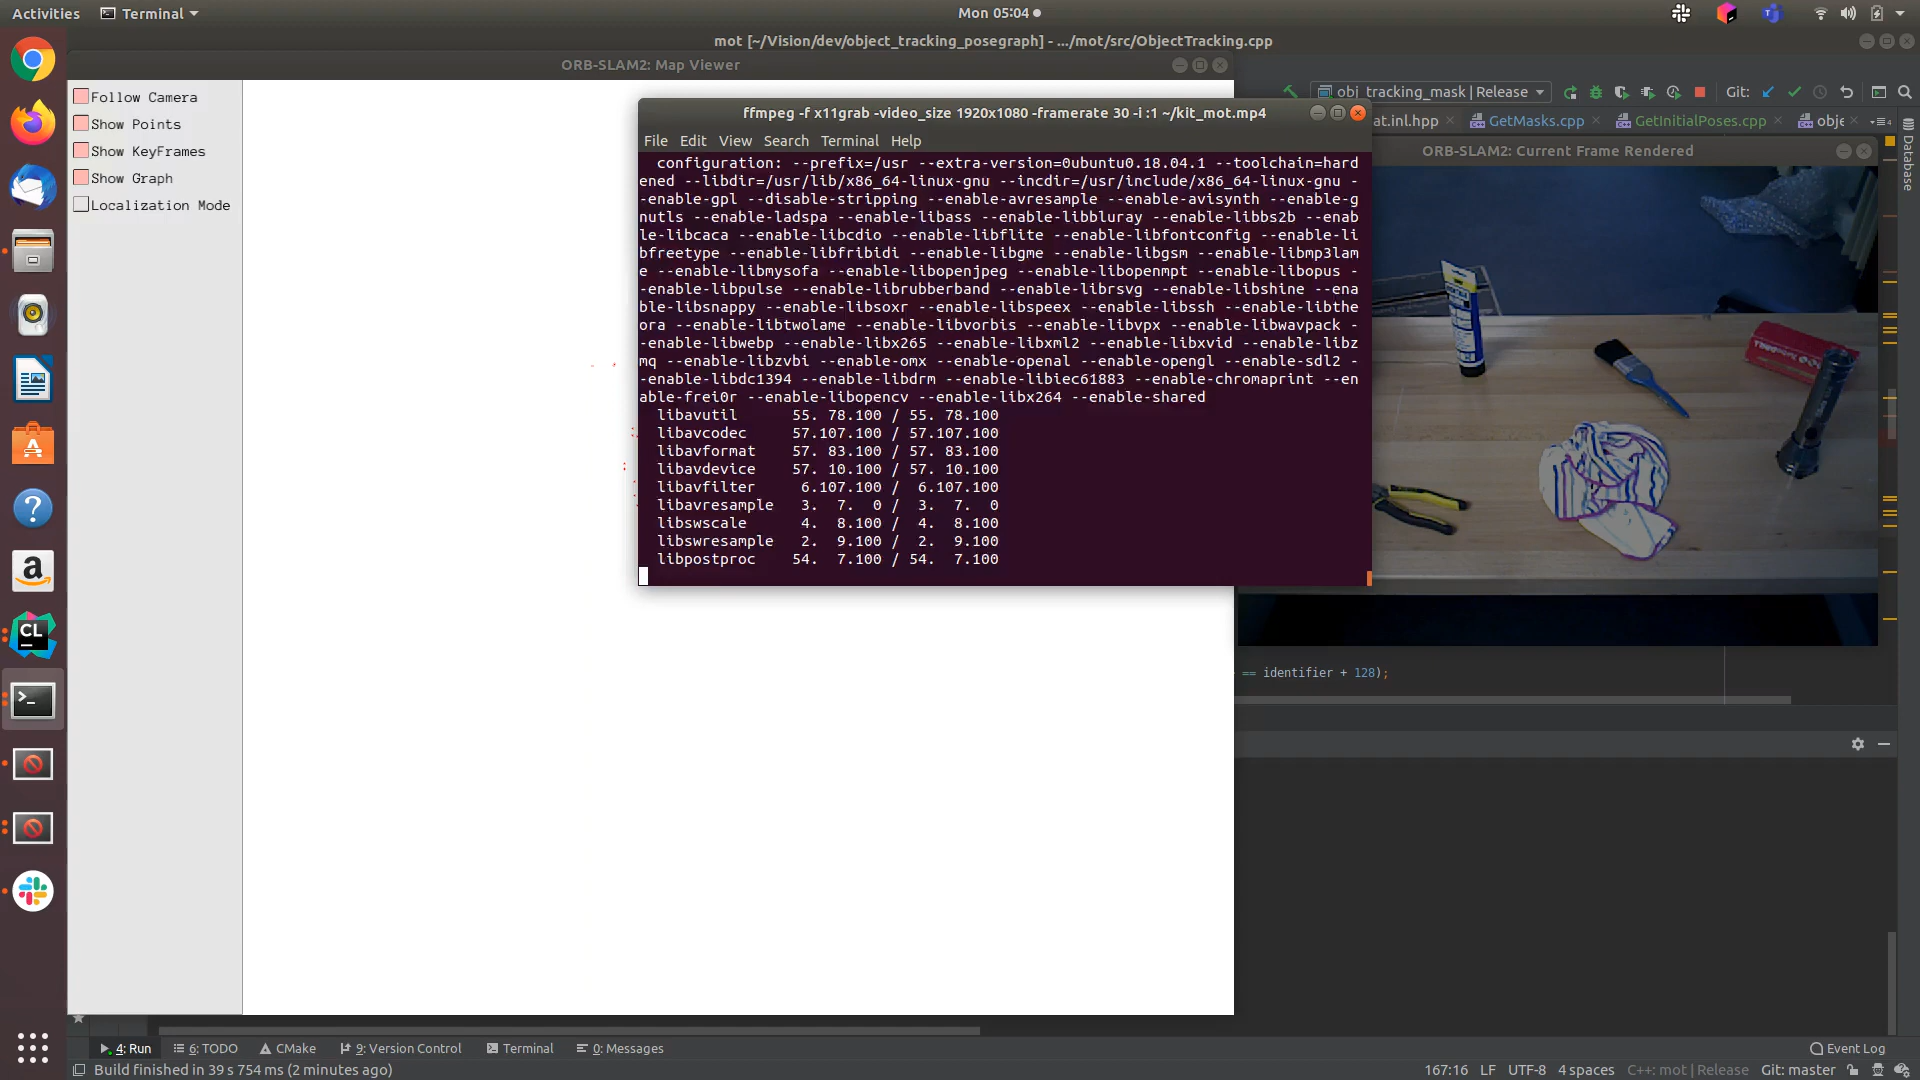 Activities
Terminal
Mon 05:04
mot [~/Vision/dev/object_tracking_posegraph] - .../mot/src/ObjectTracking.cpp
ORB-SLAM2: Map Viewer
Follow Camera
Show Points
Show KeyFrames
Show Graph
Localization Mode
obj_tracking_mask | Release
Git:
at.inl.hpp
GetMasks.cpp
GetInitialPoses.cpp
obje
Database
ORB-SLAM2: Current Frame Rendered
ffmpeg -f x11grab -video_size 1920x1080 -framerate 30 -i :1 ~/kit_mot.mp4
File Edit View Search Terminal Help
configuration: --prefix=/usr --extra-version=0ubuntu0.18.04.1 --toolchain=hard
ened --libdir=/usr/lib/x86_64-linux-gnu --incdir=/usr/include/x86_64-linux-gnu -
-enable-gpl --disable-stripping --enable-avresample --enable-avisynth --enable-g
nutls --enable-ladspa --enable-libass --enable-libbluray --enable-libbs2b --enab
le-libcaca --enable-libcdio --enable-libflite --enable-libfontconfig --enable-li
bfreetype --enable-libfribidi --enable-libgme --enable-libgsm --enable-libmp3lam
e --enable-libmysofa --enable-libopenjpeg --enable-libopenmpt --enable-libopus -
-enable-libpulse --enable-librubberband --enable-librsvg --enable-libshine --ena
ble-libsnappy --enable-libsoxr --enable-libspeex --enable-libssh --enable-libthe
ora --enable-libtwolame --enable-libvorbis --enable-libvpx --enable-libwavpack -
-enable-libwebp --enable-libx265 --enable-libxml2 --enable-libxvid --enable-libz
mq --enable-libzvbi --enable-omx --enable-openal --enable-opengl --enable-sdl2 -
-enable-libdc1394 --enable-libdrm --enable-libiec61883 --enable-chromaprint --en
able-frei0r --enable-libopencv --enable-libx264 --enable-shared
libavutil 55. 78.100 / 55. 78.100
libavcodec 57.107.100 / 57.107.100
libavformat 57. 83.100 / 57. 83.100
libavdevice 57. 10.100 / 57. 10.100
libavfilter 6.107.100 / 6.107.100
libavresample 3. 7. 0 / 3. 7. 0
libswscale 4. 8.100 / 4. 8.100
libswresample 2. 9.100 / 2. 9.100
libpostproc 54. 7.100 / 54. 7.100
== identifier + 128);
4: Run
6: TODO
CMake
9: Version Control
Terminal
0: Messages
Event Log
Build finished in 39 s 754 ms (2 minutes ago)
167:16 LF UTF-8 4 spaces C++: mot | Release Git: master